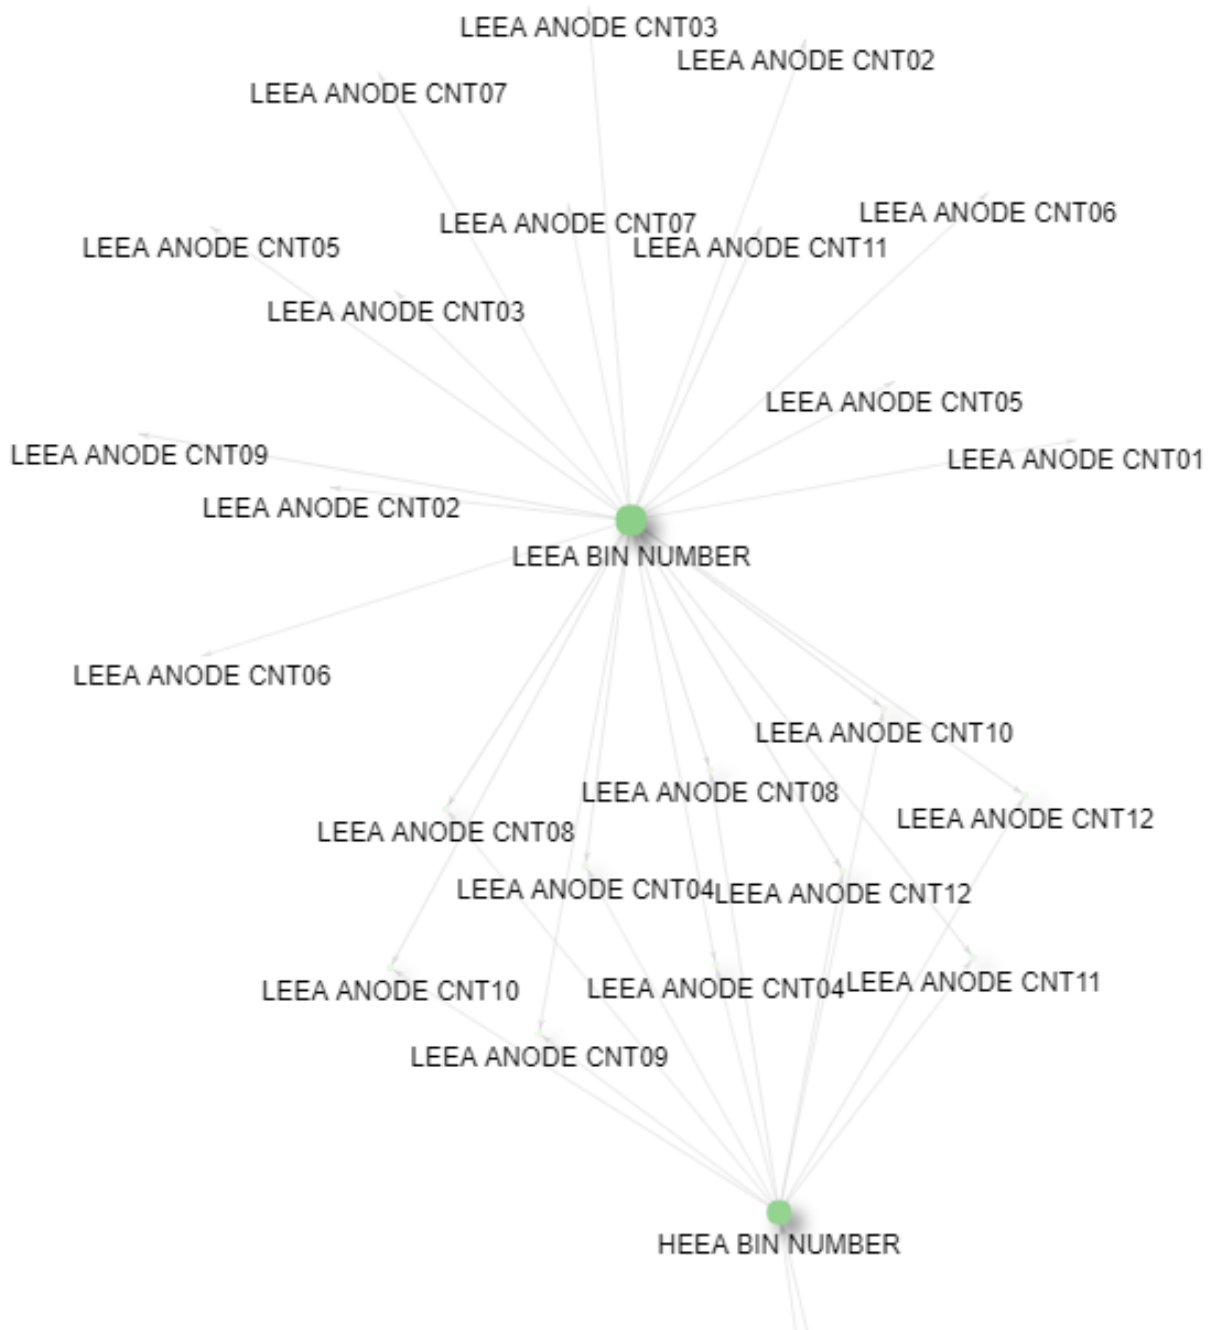 LEEA ANODE CNT03
LEEA ANODE CNT02
LEEA ANODE CNT07
LEEA ANODE CNT06
LEEA ANODE CNT07
LEEA ANODE CNT11
LEEA ANODE CNT05
LEEA ANODE CNT03
LEEA ANODE CNT05
LEEA ANODE CNT09
LEEA ANODE CNT01
LEEA ANODE CNT02
LEEA BIN NUMBER
LEEA ANODE CNT06
LEEA ANODE CNT10
LEEA ANODE CNT08
LEEA ANODE CNT12
LEEA ANODE CNT08
LEEA ANODE CNT04
LEEA ANODE CNT12
LEEA ANODE CNT10
LEEA ANODE CNT04
LEEA ANODE CNT11
LEEA ANODE CNT09
HEEA BIN NUMBER